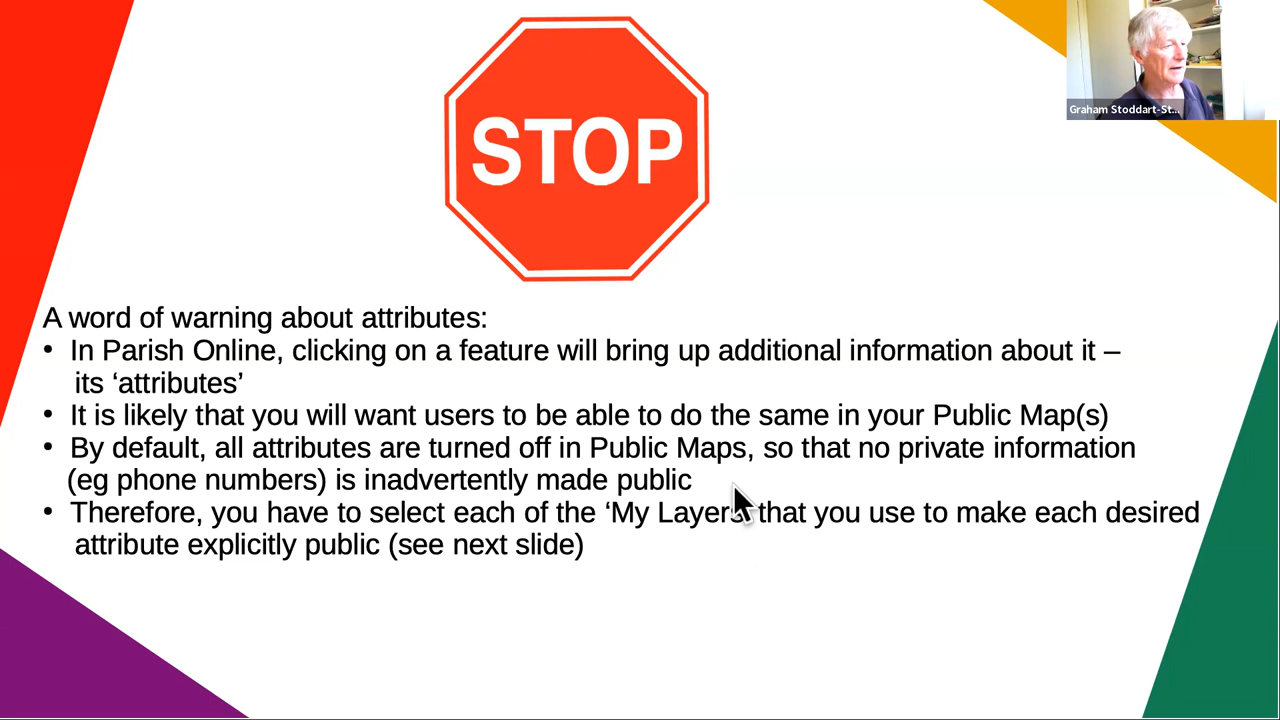 STOP
Graham Stoddart-St...
A word of warning about attributes:
• In Parish Online, clicking on a feature will bring up additional information about it –
its ‘attributes’
• It is likely that you will want users to be able to do the same in your Public Map(s)
• By default, all attributes are turned off in Public Maps, so that no private information
(eg phone numbers) is inadvertently made public
• Therefore, you have to select each of the ‘My Layers’ that you use to make each desired
attribute explicitly public (see next slide)